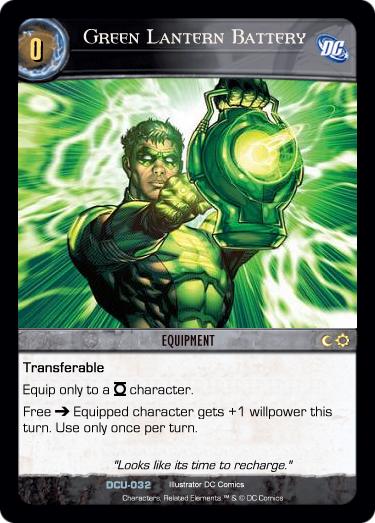 0
GREEN LANTERN BATTERY
DC
EQUIPMENT
Transferable
Equip only to a character.
Free ➔ Equipped character gets +1 willpower this
turn. Use only once per turn.
"Looks like its time to recharge."
DCU-032 Illustrator DC Comics
Characters, Related Elements ™ & © DC Comics